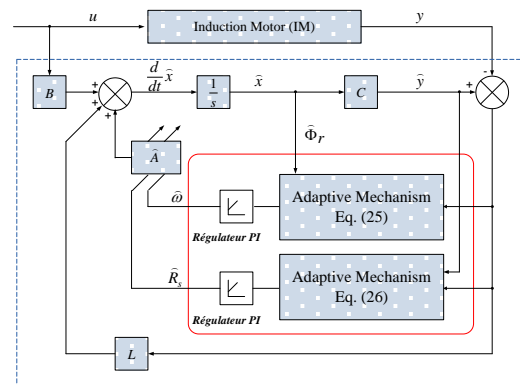 u
Induction Motor (IM)
y
-
B
+
+
+
d/dt x̂
1/s
x̂
C
ŷ
+
Φ̂r
Â
ω̂
Adaptive Mechanism
Eq. (25)
Régulateur PI
R̂s
Adaptive Mechanism
Eq. (26)
Régulateur PI
L